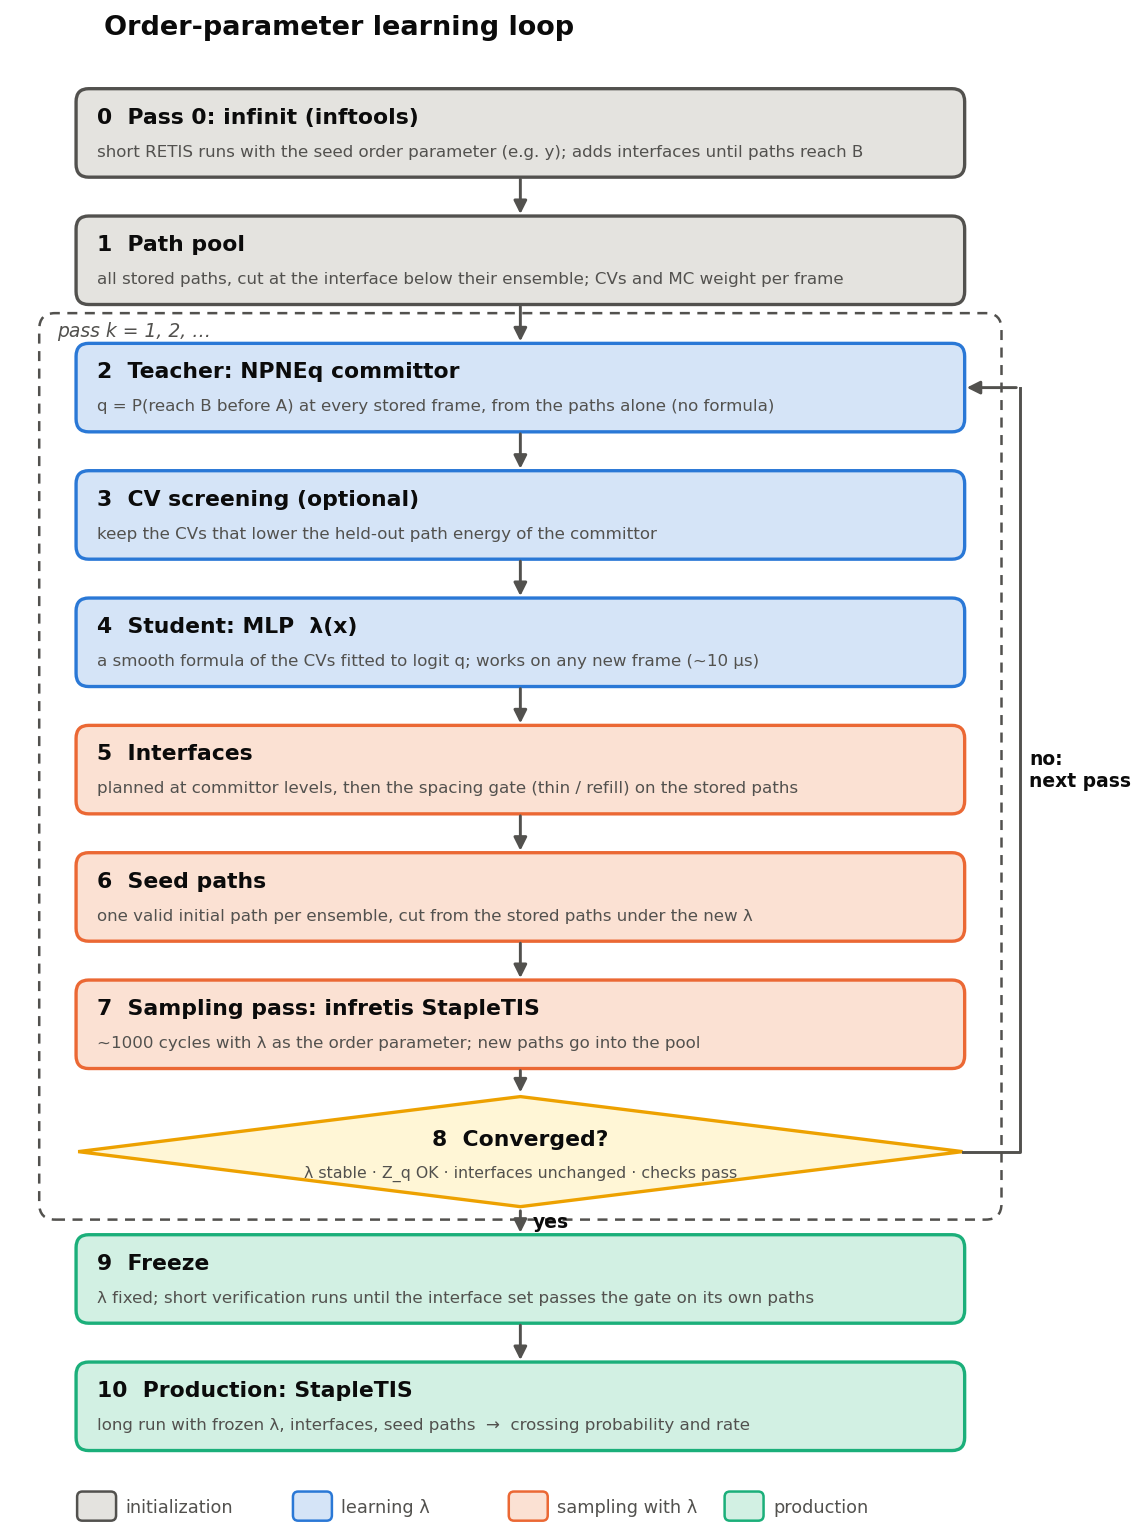 Order-parameter learning loop
0  Pass 0: infinit (inftools)
short RETIS runs with the seed order parameter (e.g. y); adds interfaces until paths reach B
1  Path pool
all stored paths, cut at the interface below their ensemble; CVs and MC weight per frame
pass k = 1, 2, …
2  Teacher: NPNEq committor
q = P(reach B before A) at every stored frame, from the paths alone (no formula)
3  CV screening (optional)
keep the CVs that lower the held-out path energy of the committor
4  Student: MLP  λ(x)
a smooth formula of the CVs fitted to logit q; works on any new frame (~10 μs)
5  Interfaces
planned at committor levels, then the spacing gate (thin / refill) on the stored paths
no:
next pass
6  Seed paths
one valid initial path per ensemble, cut from the stored paths under the new λ
7  Sampling pass: infretis StapleTIS
~1000 cycles with λ as the order parameter; new paths go into the pool
8  Converged?
λ stable · Z_q OK · interfaces unchanged · checks pass
yes
9  Freeze
λ fixed; short verification runs until the interface set passes the gate on its own paths
10  Production: StapleTIS
long run with frozen λ, interfaces, seed paths  →  crossing probability and rate
initialization
learning λ
sampling with λ
production